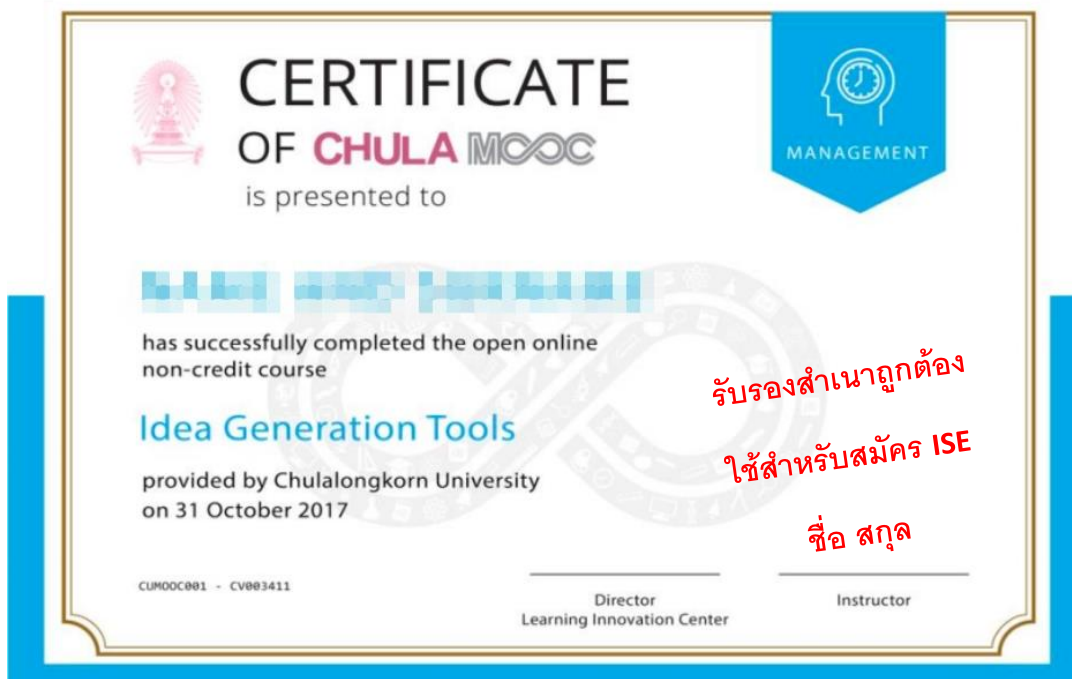 CERTIFICATE
OF CHULA MOOC
is presented to
MANAGEMENT
has successfully completed the open online
non-credit course
Idea Generation Tools
provided by Chulalongkorn University
on 31 October 2017
รับรองสำเนาถูกต้อง
ใช้สำหรับสมัคร ISE
ชื่อ สกุล
CUMOOC001 - CV003411
Director
Learning Innovation Center
Instructor